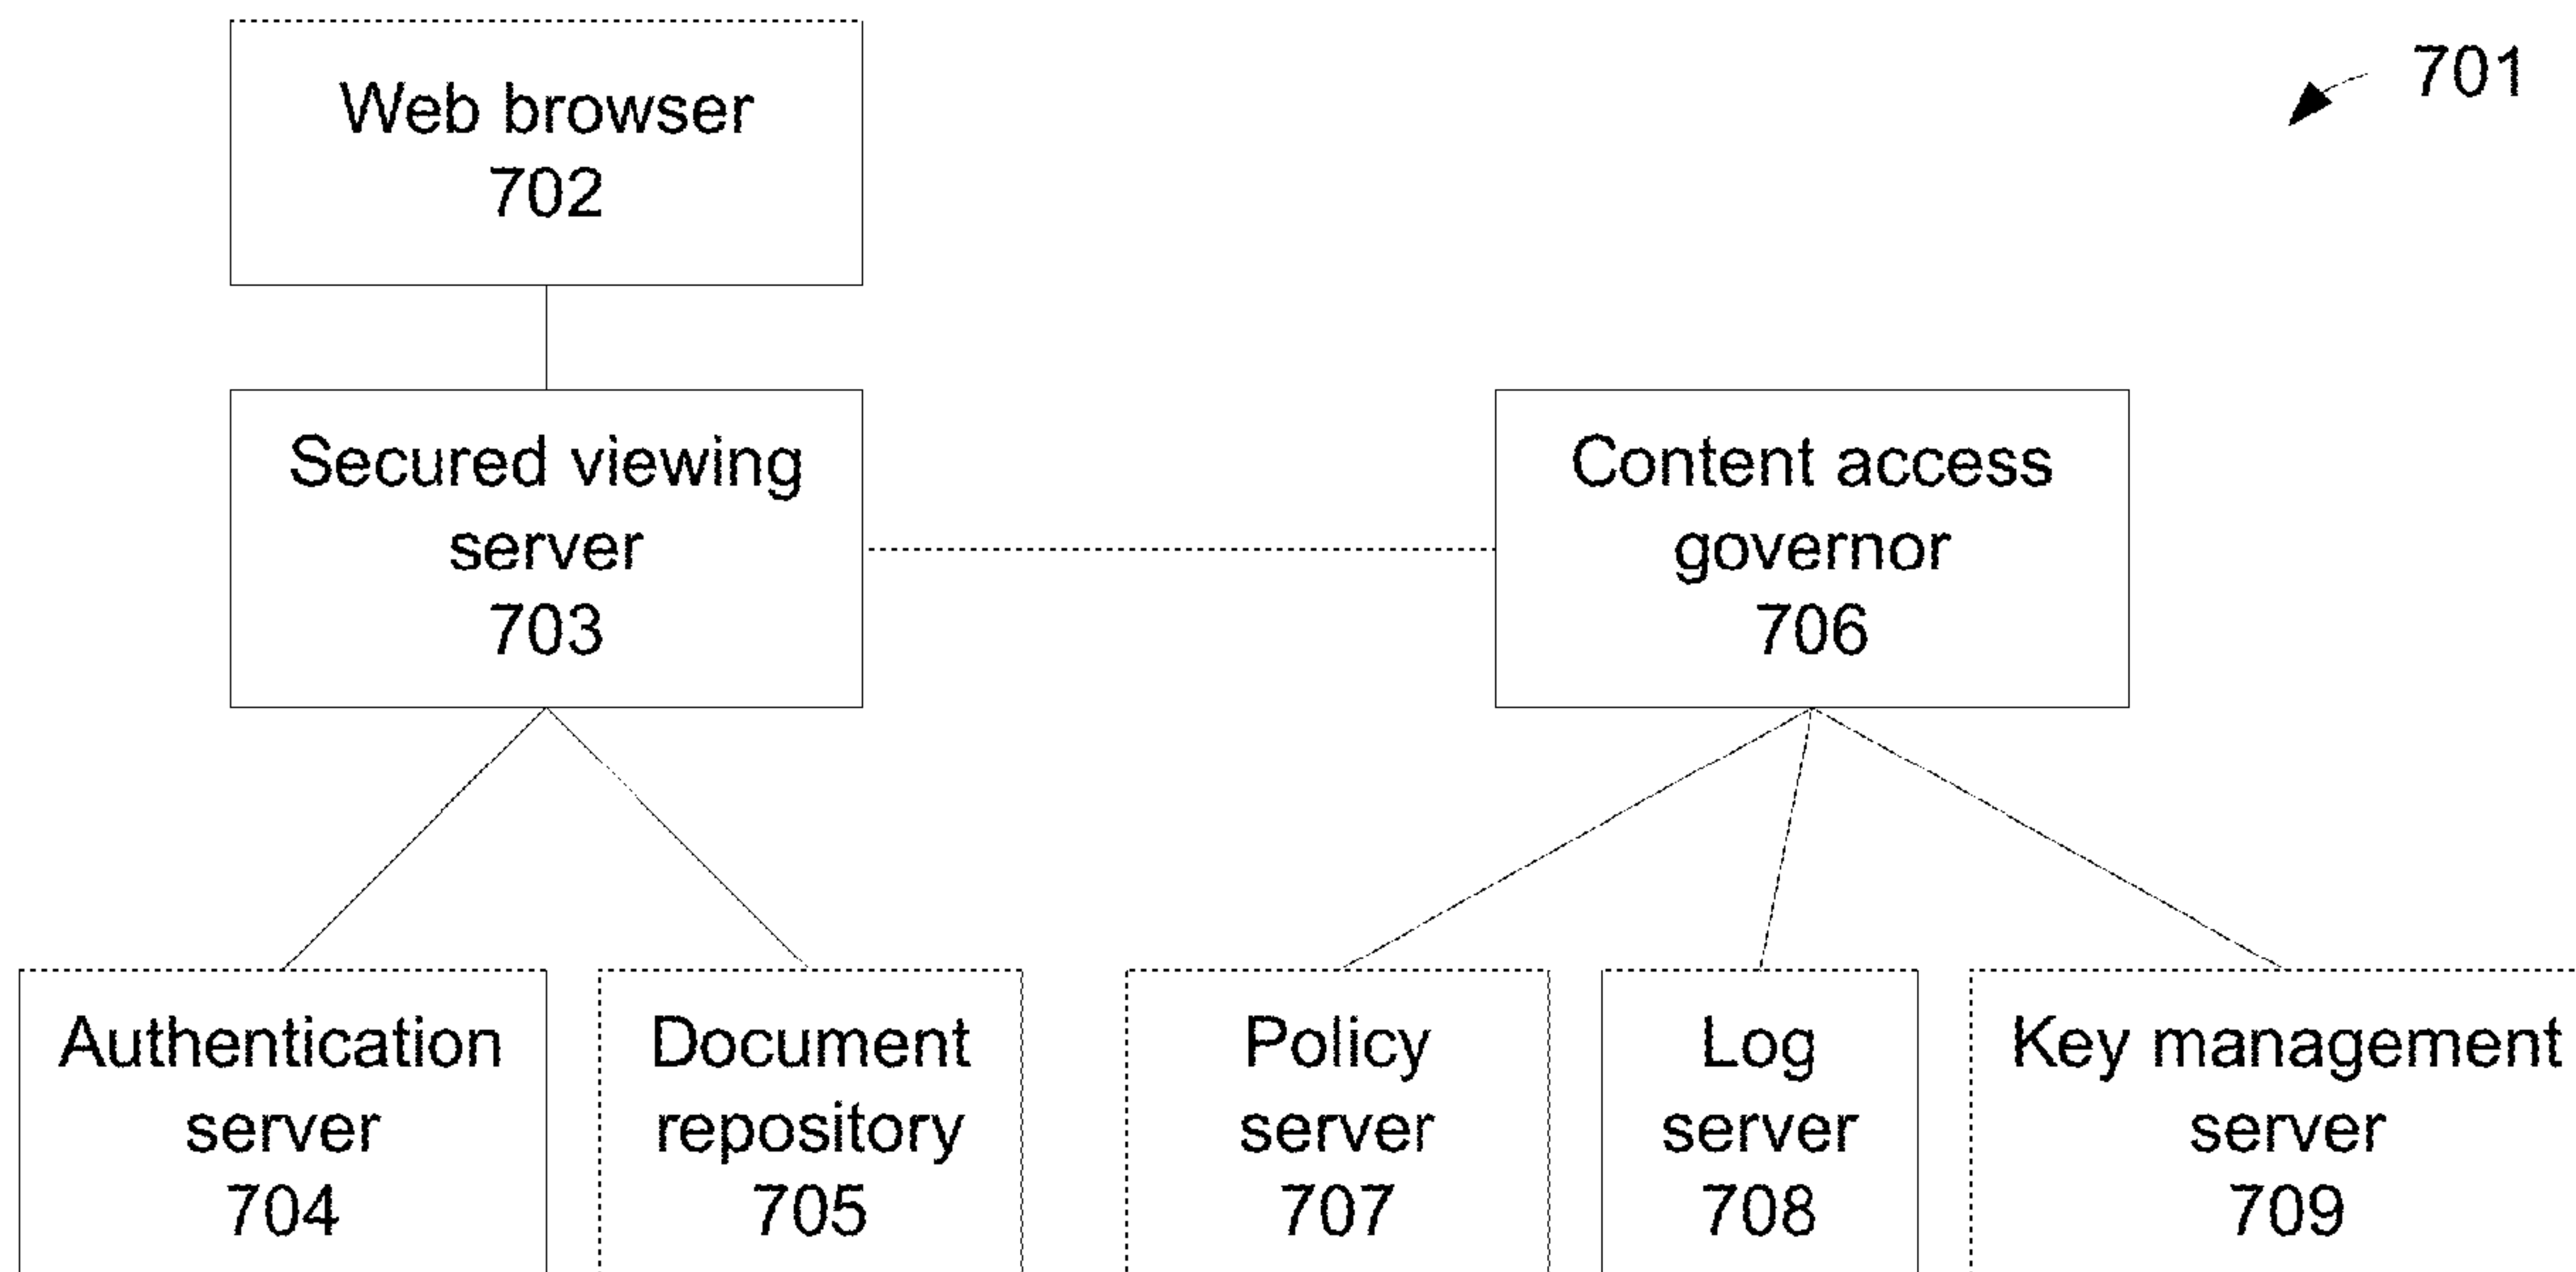 Web browser
702
701
Secured viewing
server
703
Content access
governor
706
Authentication
server
704
Document
repository
705
Policy
server
707
Log
server
708
Key management
server
709